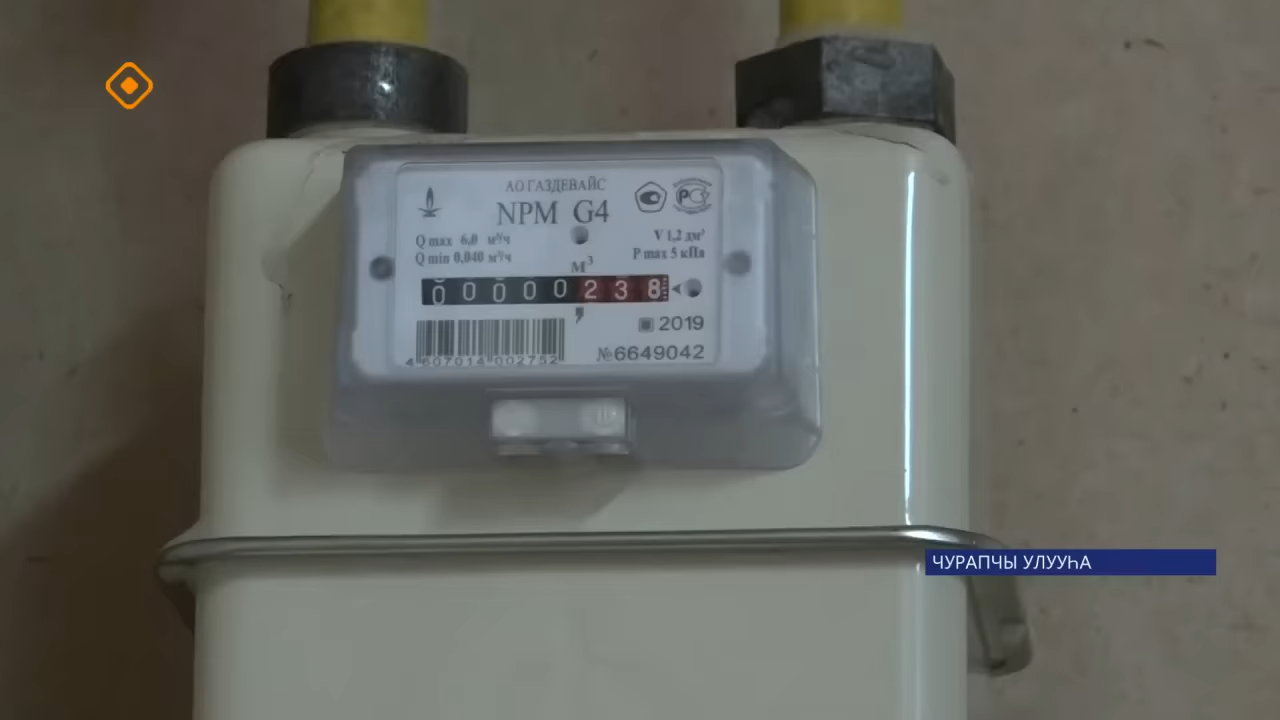 АО ГАЗДЕВАЙС
NPM G4
Q max 6,0 м³/ч
Q min 0,040 м³/ч
V 1,2 дм³
P max 5 кПа
м³
00000238
2019
4607014002752
№6649042
ЧУРАПЧЫ УЛУУҺА